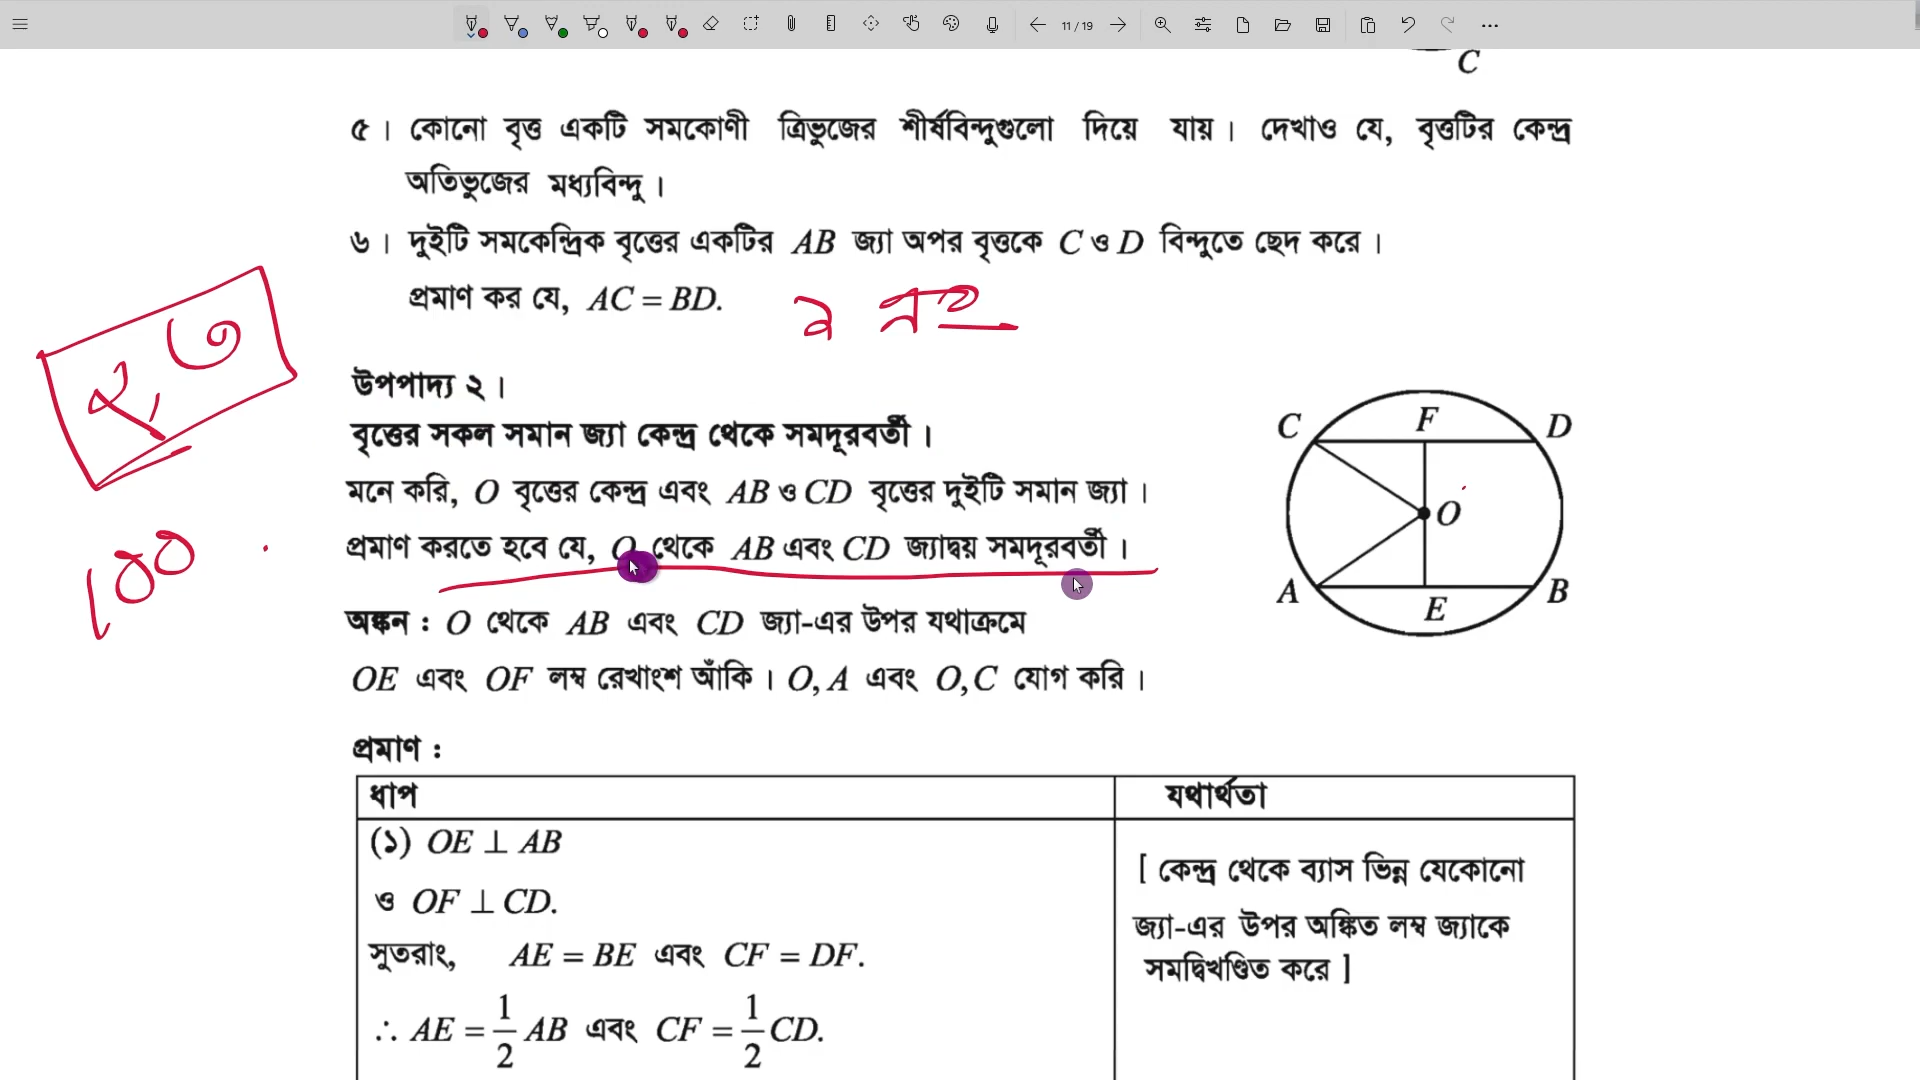 11 / 19
C
৫। কোনো বৃত্ত একটি সমকোণী ত্রিভুজের শীর্ষবিন্দুগুলো দিয়ে যায়। দেখাও যে, বৃত্তটির কেন্দ্র
অতিভুজের মধ্যবিন্দু।
৬। দুইটি সমকেন্দ্রিক বৃত্তের একটির AB জ্যা অপর বৃত্তকে C ও D বিন্দুতে ছেদ করে।
প্রমাণ কর যে, AC = BD.
২, ৩
উপপাদ্য ২।
বৃত্তের সকল সমান জ্যা কেন্দ্র থেকে সমদূরবর্তী।
মনে করি, O বৃত্তের কেন্দ্র এবং AB ও CD বৃত্তের দুইটি সমান জ্যা।
প্রমাণ করতে হবে যে, O থেকে AB এবং CD জ্যাদ্বয় সমদূরবর্তী।
C F D
O
A E B
অঙ্কন : O থেকে AB এবং CD জ্যা-এর উপর যথাক্রমে
OE এবং OF লম্ব রেখাংশ আঁকি। O, A এবং O, C যোগ করি।
প্রমাণ :
ধাপ যথার্থতা
(১) OE ⊥ AB
ও OF ⊥ CD.
সুতরাং, AE = BE এবং CF = DF.
∴ AE = 1/2 AB এবং CF = 1/2 CD.
[ কেন্দ্র থেকে ব্যাস ভিন্ন যেকোনো
জ্যা-এর উপর অঙ্কিত লম্ব জ্যাকে
সমদ্বিখণ্ডিত করে ]